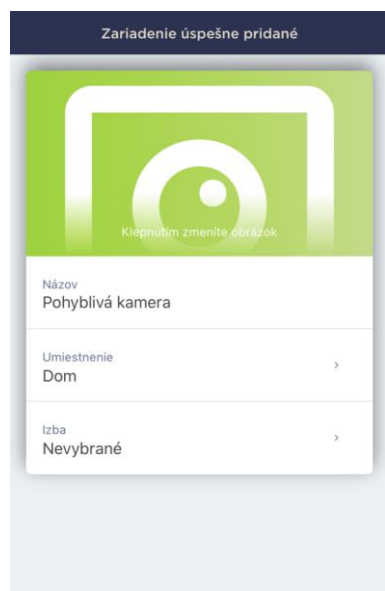 Zariadenie úspešne pridané
Klepnutím zmeníte obrázok
Názov
Pohyblivá kamera
Umiestnenie
Dom
Izba
Nevybrané